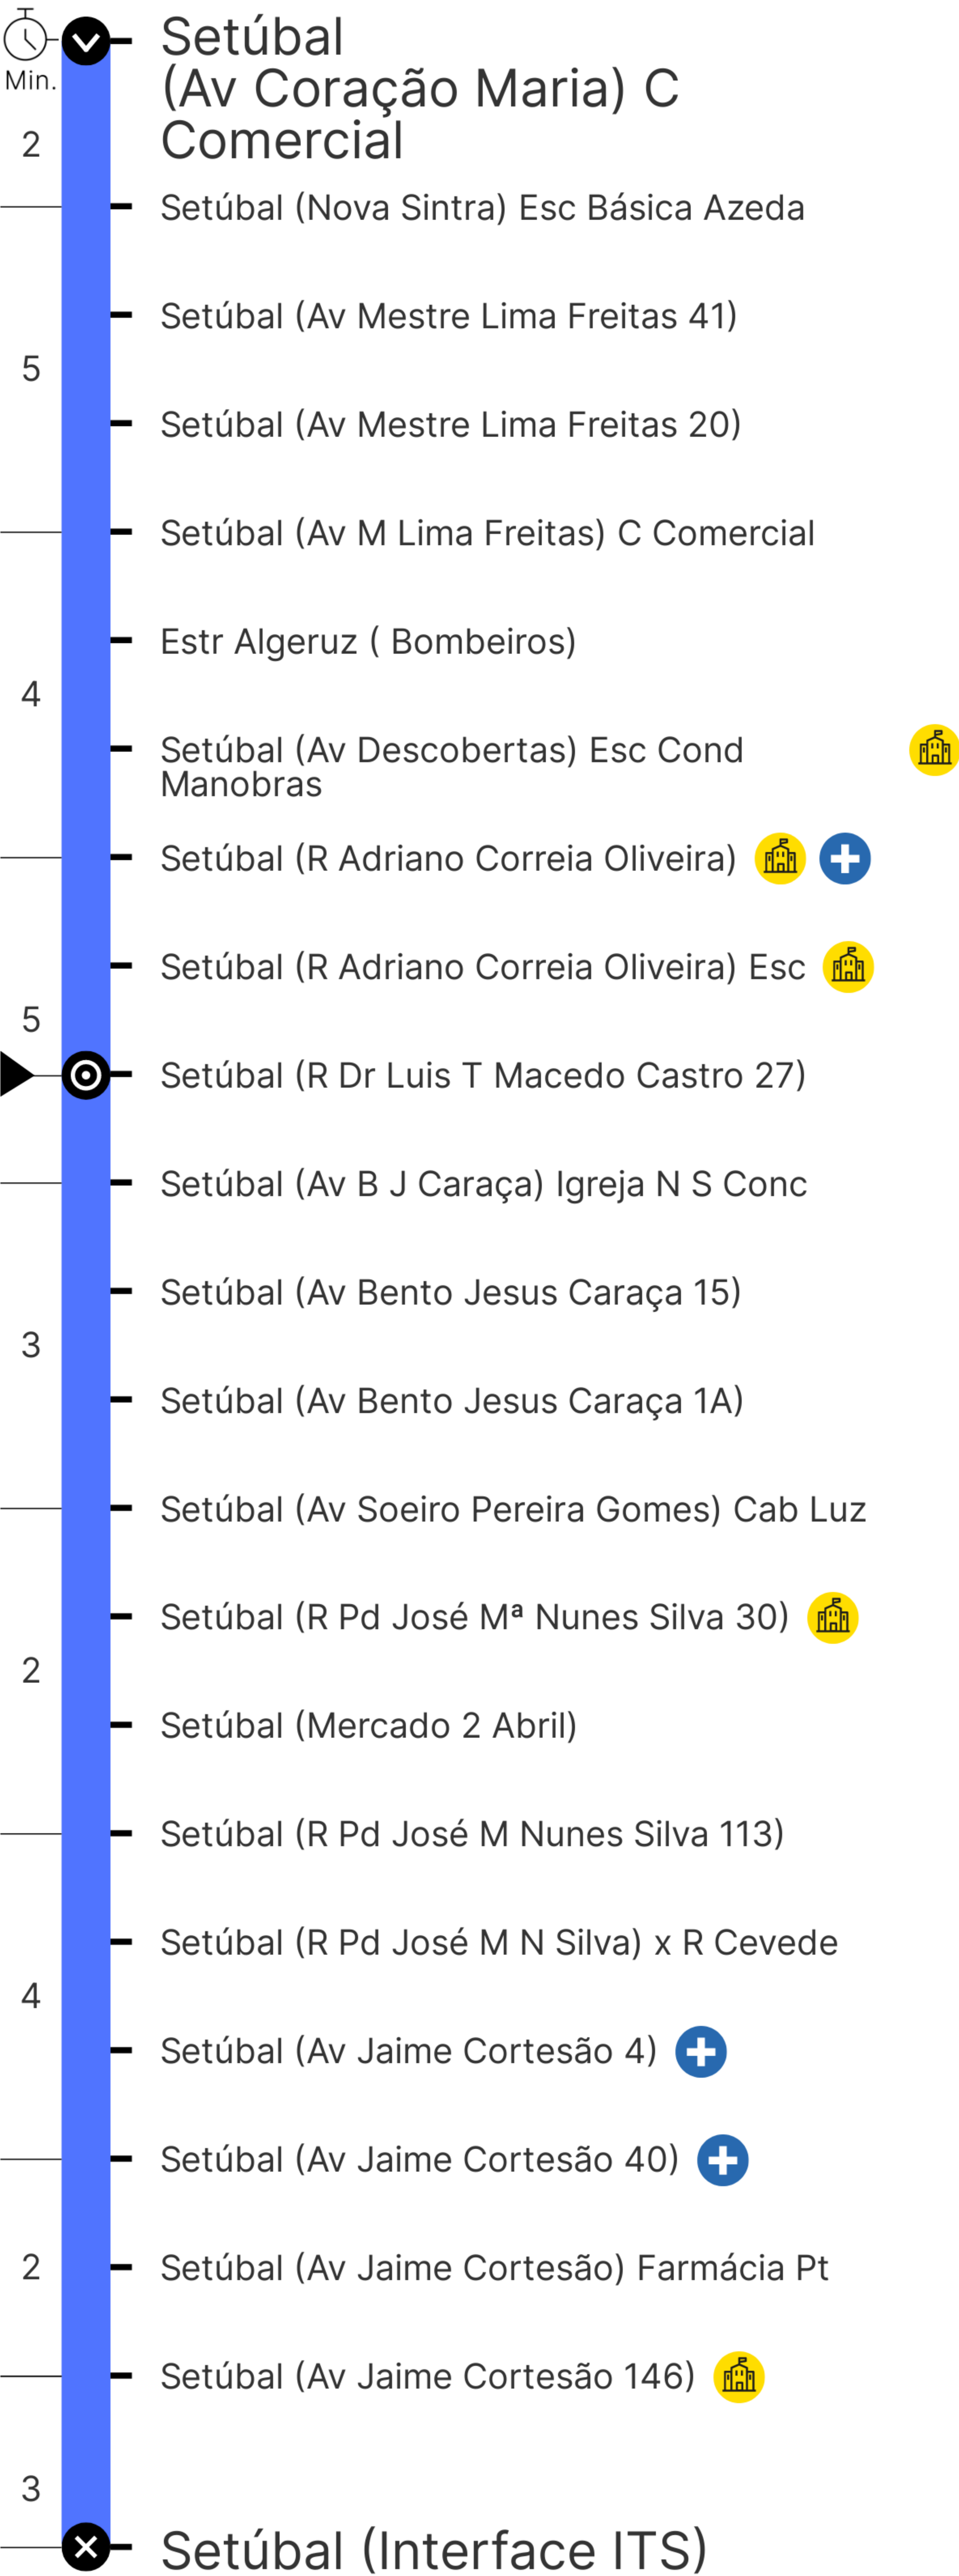 Setúbal
(Av Coração Maria) C
Comercial
Min.
2
Setúbal (Nova Sintra) Esc Básica Azeda
Setúbal (Av Mestre Lima Freitas 41)
5
Setúbal (Av Mestre Lima Freitas 20)
Setúbal (Av M Lima Freitas) C Comercial
Estr Algeruz ( Bombeiros)
4
Setúbal (Av Descobertas) Esc Cond
Manobras
Setúbal (R Adriano Correia Oliveira)
Setúbal (R Adriano Correia Oliveira) Esc
5
Setúbal (R Dr Luis T Macedo Castro 27)
Setúbal (Av B J Caraça) Igreja N S Conc
Setúbal (Av Bento Jesus Caraça 15)
3
Setúbal (Av Bento Jesus Caraça 1A)
Setúbal (Av Soeiro Pereira Gomes) Cab Luz
Setúbal (R Pd José Mª Nunes Silva 30)
2
Setúbal (Mercado 2 Abril)
Setúbal (R Pd José M Nunes Silva 113)
Setúbal (R Pd José M N Silva) x R Cevede
4
Setúbal (Av Jaime Cortesão 4)
Setúbal (Av Jaime Cortesão 40)
2
Setúbal (Av Jaime Cortesão) Farmácia Pt
Setúbal (Av Jaime Cortesão 146)
3
Setúbal (Interface ITS)